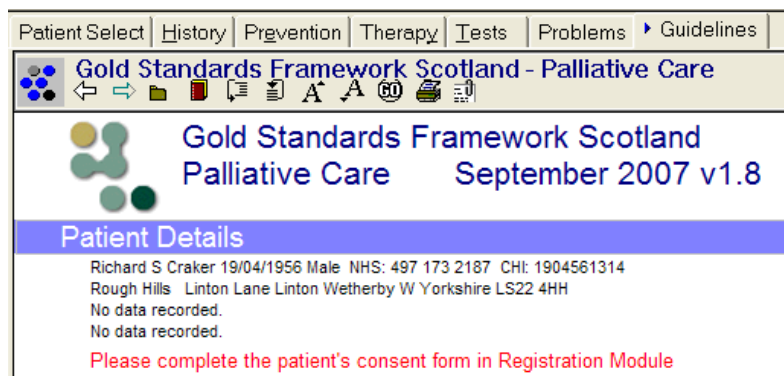 Patient Select History Prevention Therapy Tests Problems Guidelines
Gold Standards Framework Scotland - Palliative Care
A A GO
Gold Standards Framework Scotland
Palliative Care September 2007 v1.8
Patient Details
Richard S Craker 19/04/1956 Male NHS: 497 173 2187 CHI: 1904561314
Rough Hills Linton Lane Linton Wetherby W Yorkshire LS22 4HH
No data recorded.
No data recorded.
Please complete the patient's consent form in Registration Module